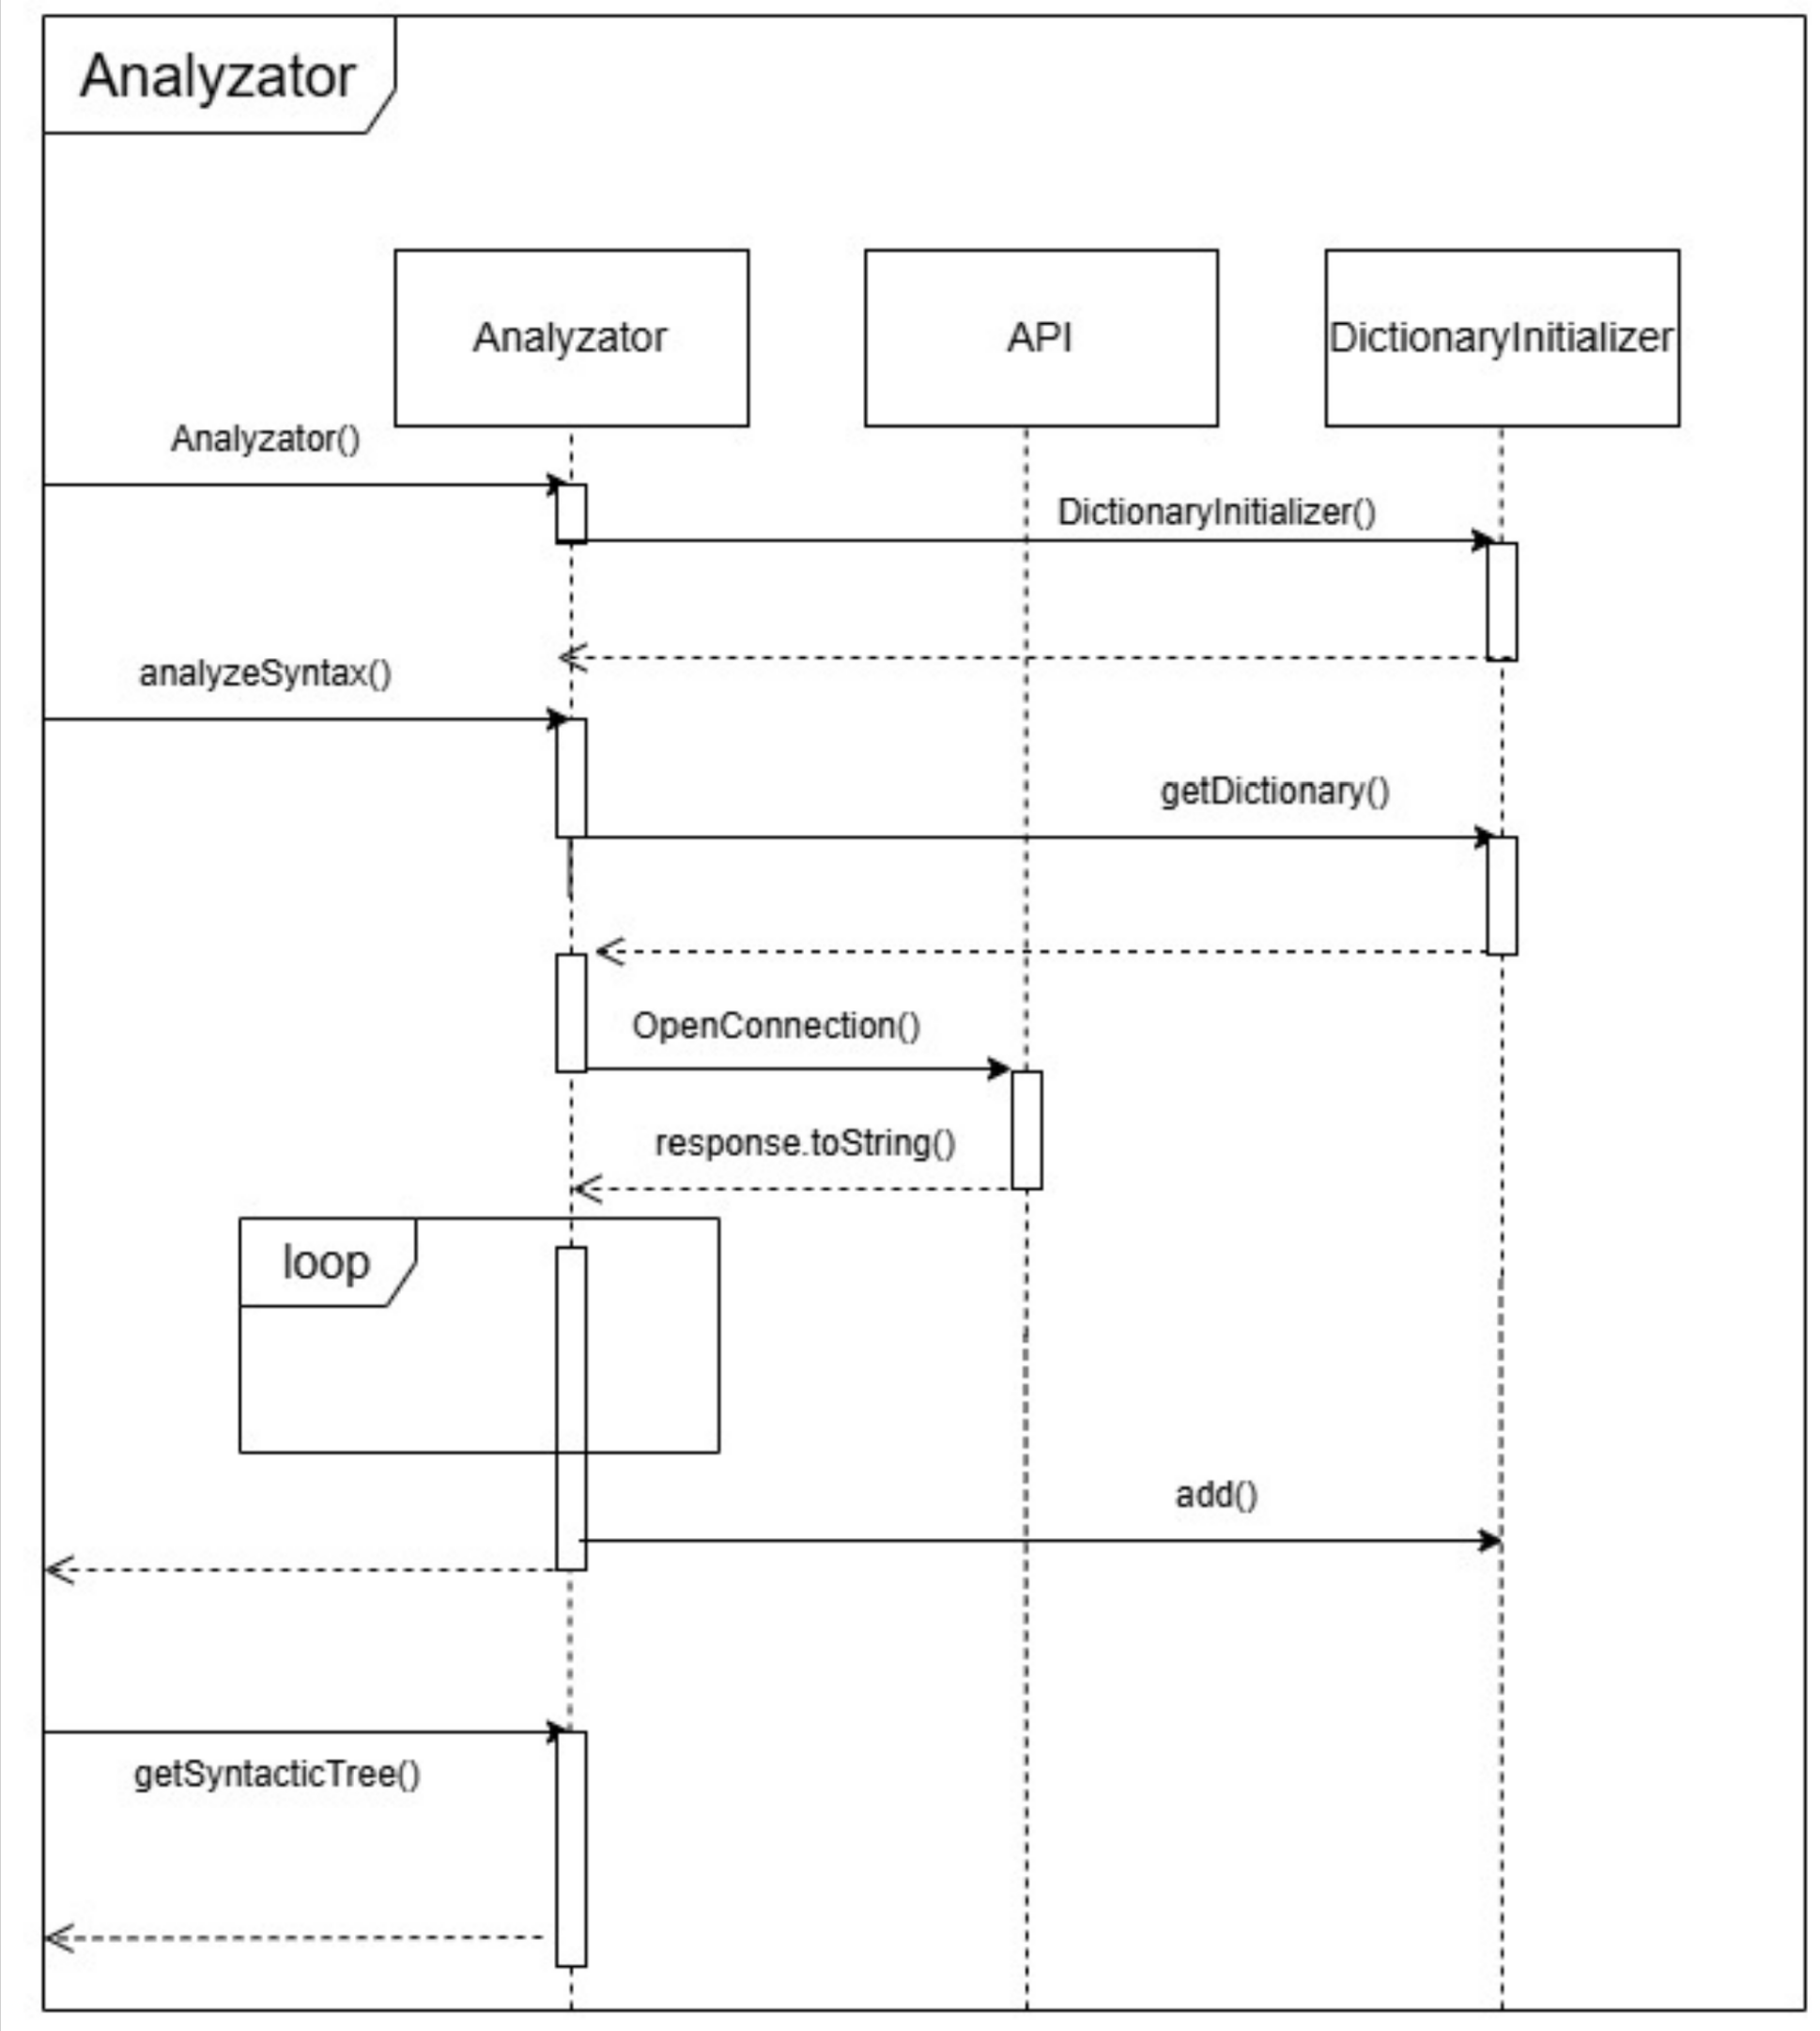 Analyzator
Analyzator
API
DictionaryInitializer
Analyzator()
DictionaryInitializer()
analyzeSyntax()
getDictionary()
OpenConnection()
response.toString()
loop
add()
getSyntacticTree()